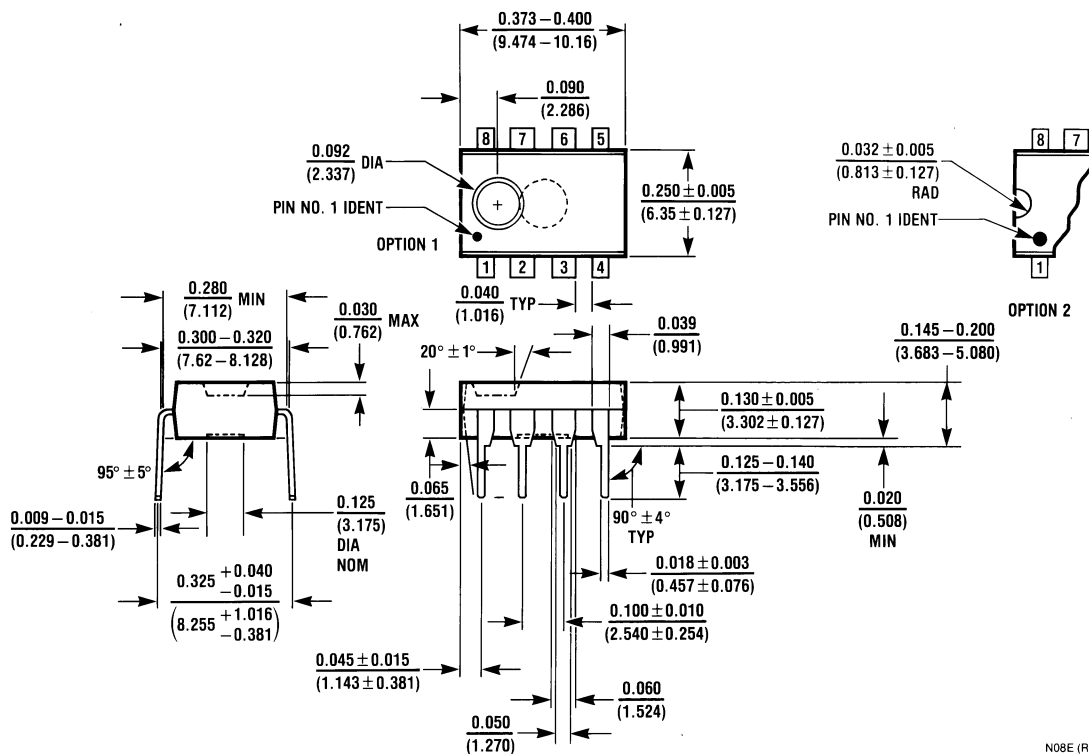 0.373 – 0.400
(9.474 – 10.16)
0.090
(2.286)
8 7 6 5
0.092 DIA
(2.337)
PIN NO. 1 IDENT
OPTION 1
1 2 3 4
0.250 ± 0.005
(6.35 ± 0.127)
8 7
0.032 ± 0.005
(0.813 ± 0.127)
RAD
PIN NO. 1 IDENT
1
OPTION 2
0.280 MIN
(7.112)
0.030 MAX
(0.762)
0.300 – 0.320
(7.62 – 8.128)
0.040 TYP
(1.016)
0.039
(0.991)
0.145 – 0.200
(3.683 – 5.080)
20° ± 1°
0.130 ± 0.005
(3.302 ± 0.127)
95° ± 5°
0.065
(1.651)
0.125 – 0.140
(3.175 – 3.556)
0.020
(0.508)
MIN
90° ± 4°
TYP
0.009 – 0.015
(0.229 – 0.381)
0.125
(3.175)
DIA
NOM
0.018 ± 0.003
(0.457 ± 0.076)
0.325 +0.040
−0.015
(8.255 +1.016
−0.381)
0.100 ± 0.010
(2.540 ± 0.254)
0.045 ± 0.015
(1.143 ± 0.381)
0.060
(1.524)
0.050
(1.270)
N08E (R